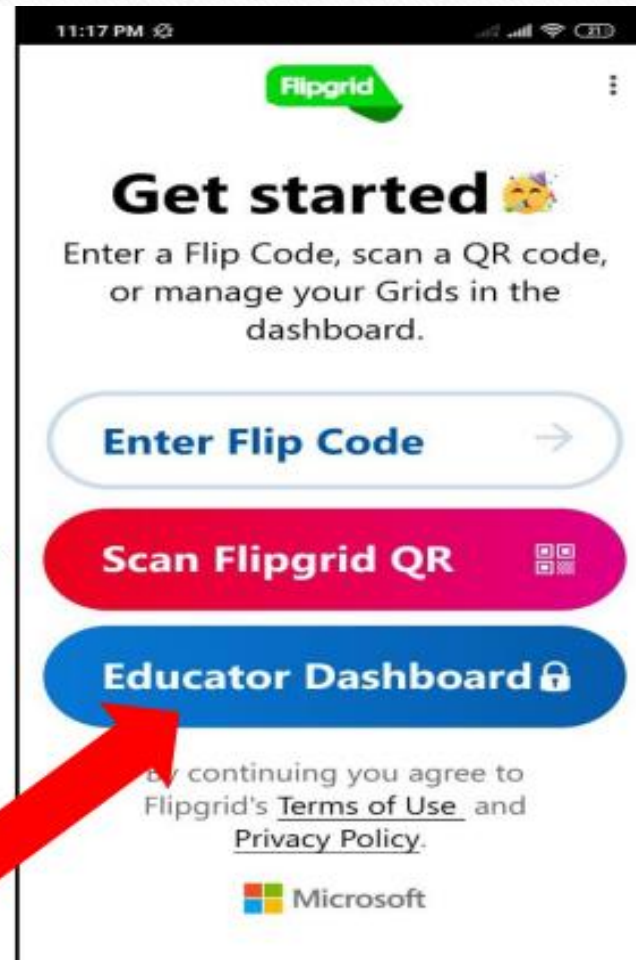 11:17 PM
21
Flipgrid
Get started
Enter a Flip Code, scan a QR code,
or manage your Grids in the
dashboard.
Enter Flip Code
Scan Flipgrid QR
Educator Dashboard
By continuing you agree to
Flipgrid's Terms of Use and
Privacy Policy.
Microsoft